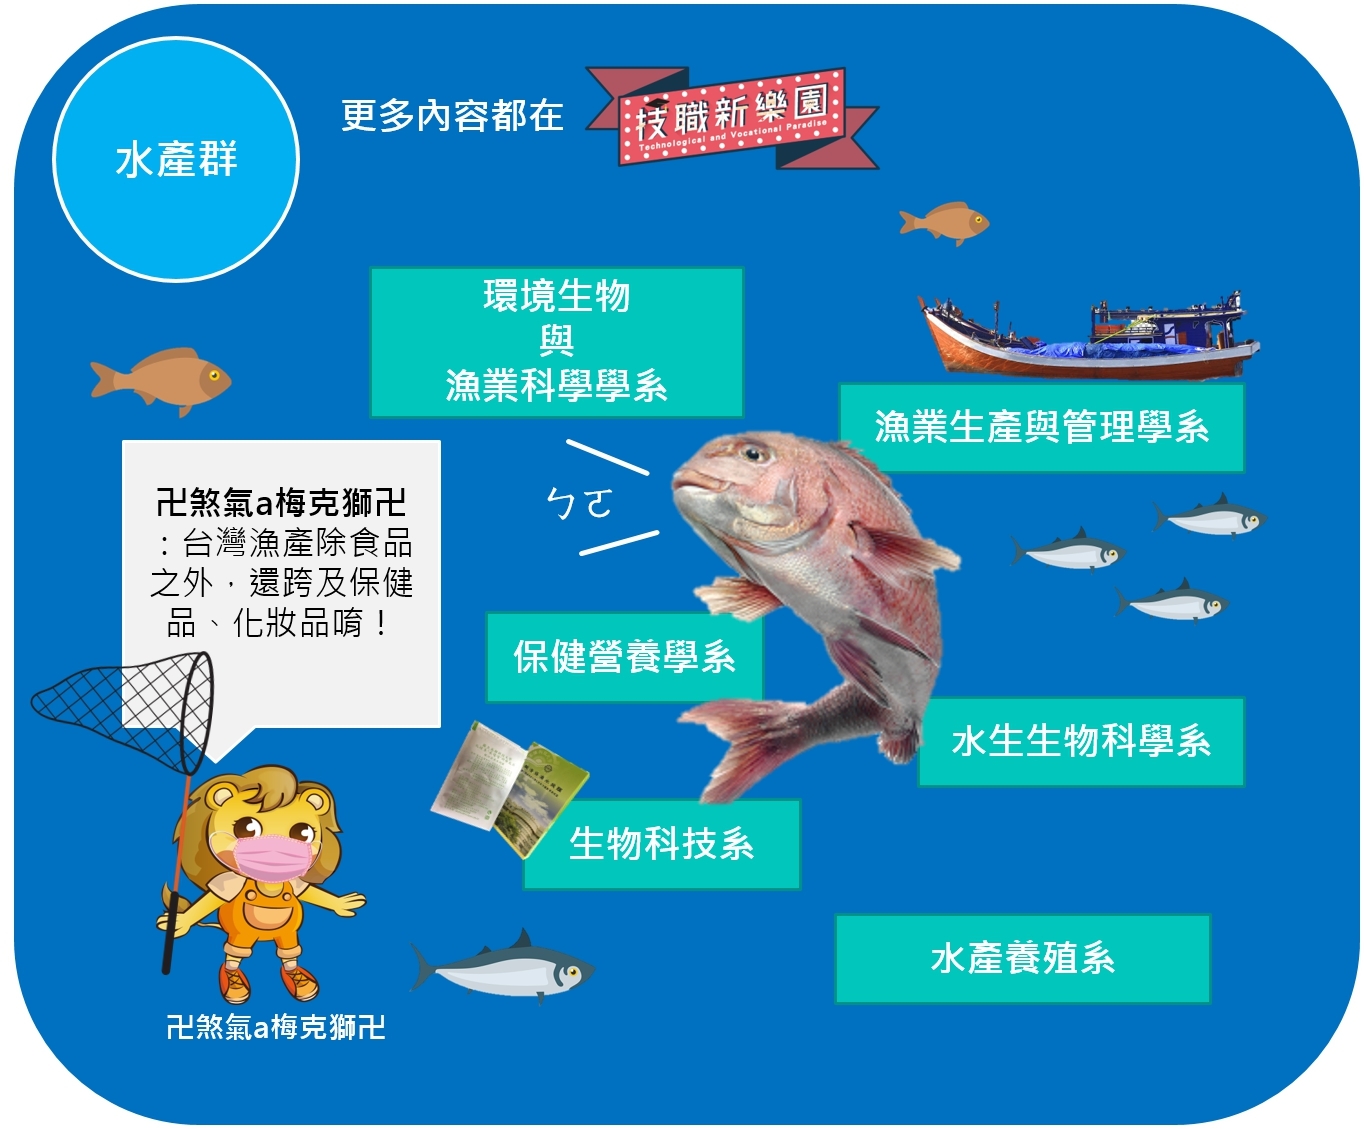 水產群
更多內容都在
技職新樂園
Technological and Vocational Paradise
環境生物
與
漁業科學學系
漁業生產與管理學系
卍煞氣a梅克獅卍
：台灣漁產除食品
之外，還跨及保健
品、化妝品唷！
ㄅㄛ
保健營養學系
水生生物科學系
生物科技系
水產養殖系
卍煞氣a梅克獅卍